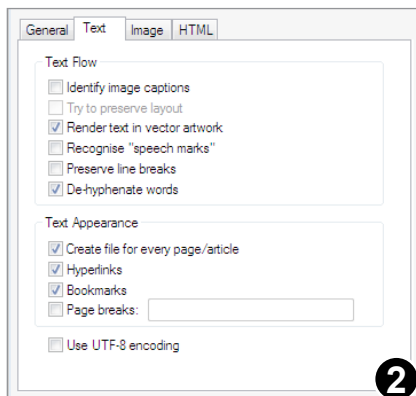 General Text Image HTML
Text Flow
Identify image captions
Try to preserve layout
Render text in vector artwork
Recognise "speech marks"
Preserve line breaks
De-hyphenate words
Text Appearance
Create file for every page/article
Hyperlinks
Bookmarks
Page breaks:
Use UTF-8 encoding
2